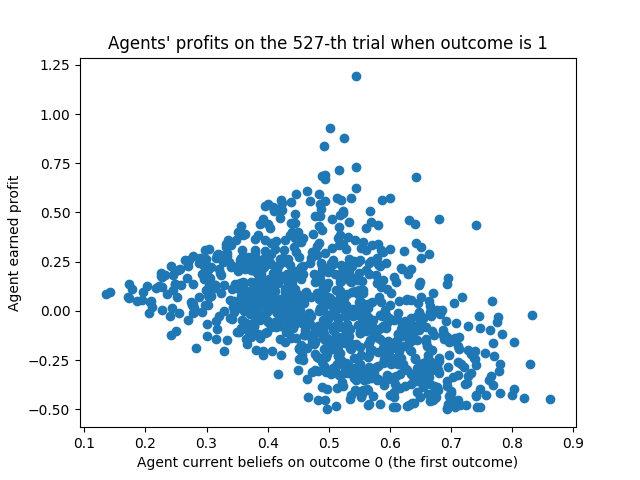 Agents' profits on the 527-th trial when outcome is 1
1.25
1.00
0.75
0.50
0.25
0.00
−0.25
−0.50
Agent earned profit
0.1 0.2 0.3 0.4 0.5 0.6 0.7 0.8 0.9
Agent current beliefs on outcome 0 (the first outcome)